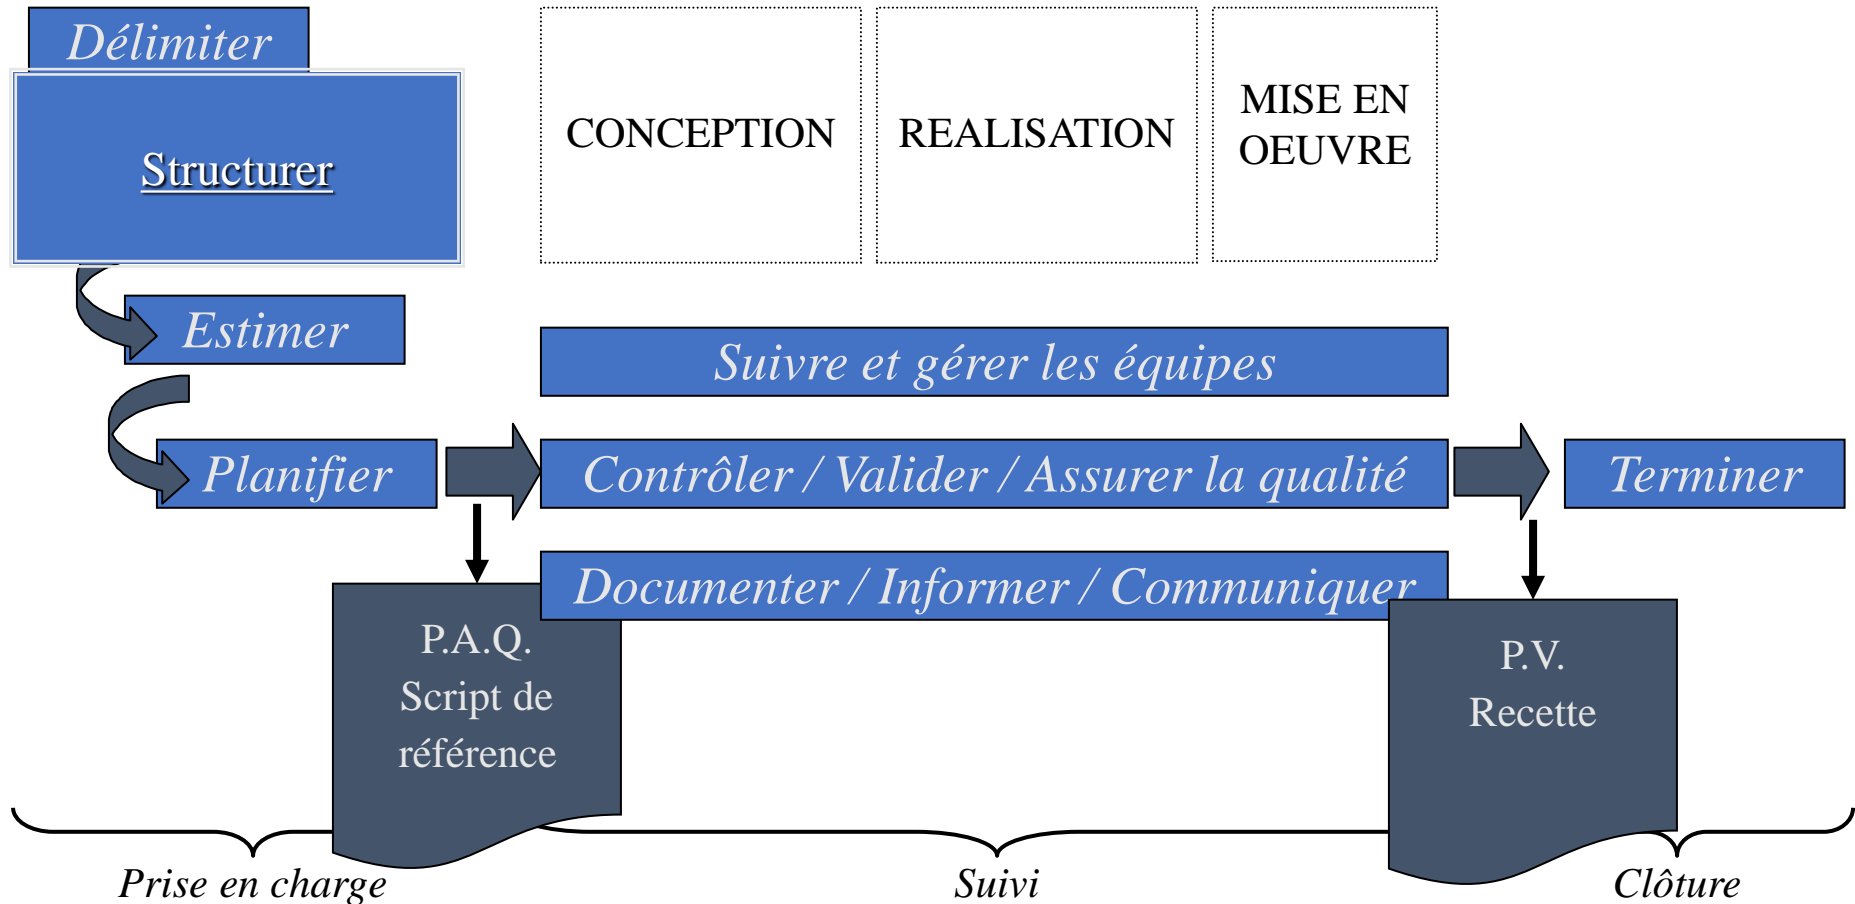 Délimiter
Structurer
CONCEPTION
REALISATION
MISE EN
OEUVRE
Estimer
Suivre et gérer les équipes
Planifier
Contrôler / Valider / Assurer la qualité
Terminer
Documenter / Informer / Communiquer
P.A.Q.
Script de
référence
P.V.
Recette
Prise en charge
Suivi
Clôture